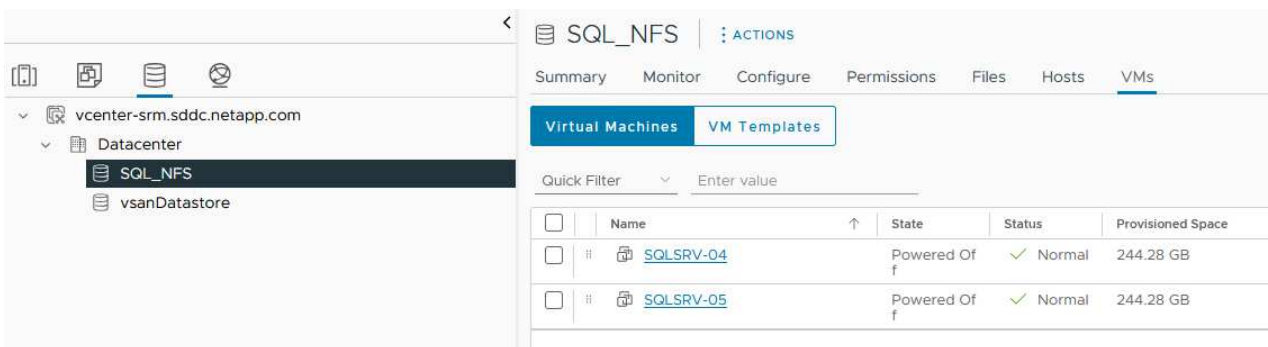 SQL_NFS
ACTIONS
Summary Monitor Configure Permissions Files Hosts VMs
vcenter-srm.sddc.netapp.com
Datacenter
SQL_NFS
vsanDatastore
Virtual Machines VM Templates
Quick Filter Enter value
Name State Status Provisioned Space
SQLSRV-04 Powered Of Normal 244.28 GB
f
SQLSRV-05 Powered Of Normal 244.28 GB
f